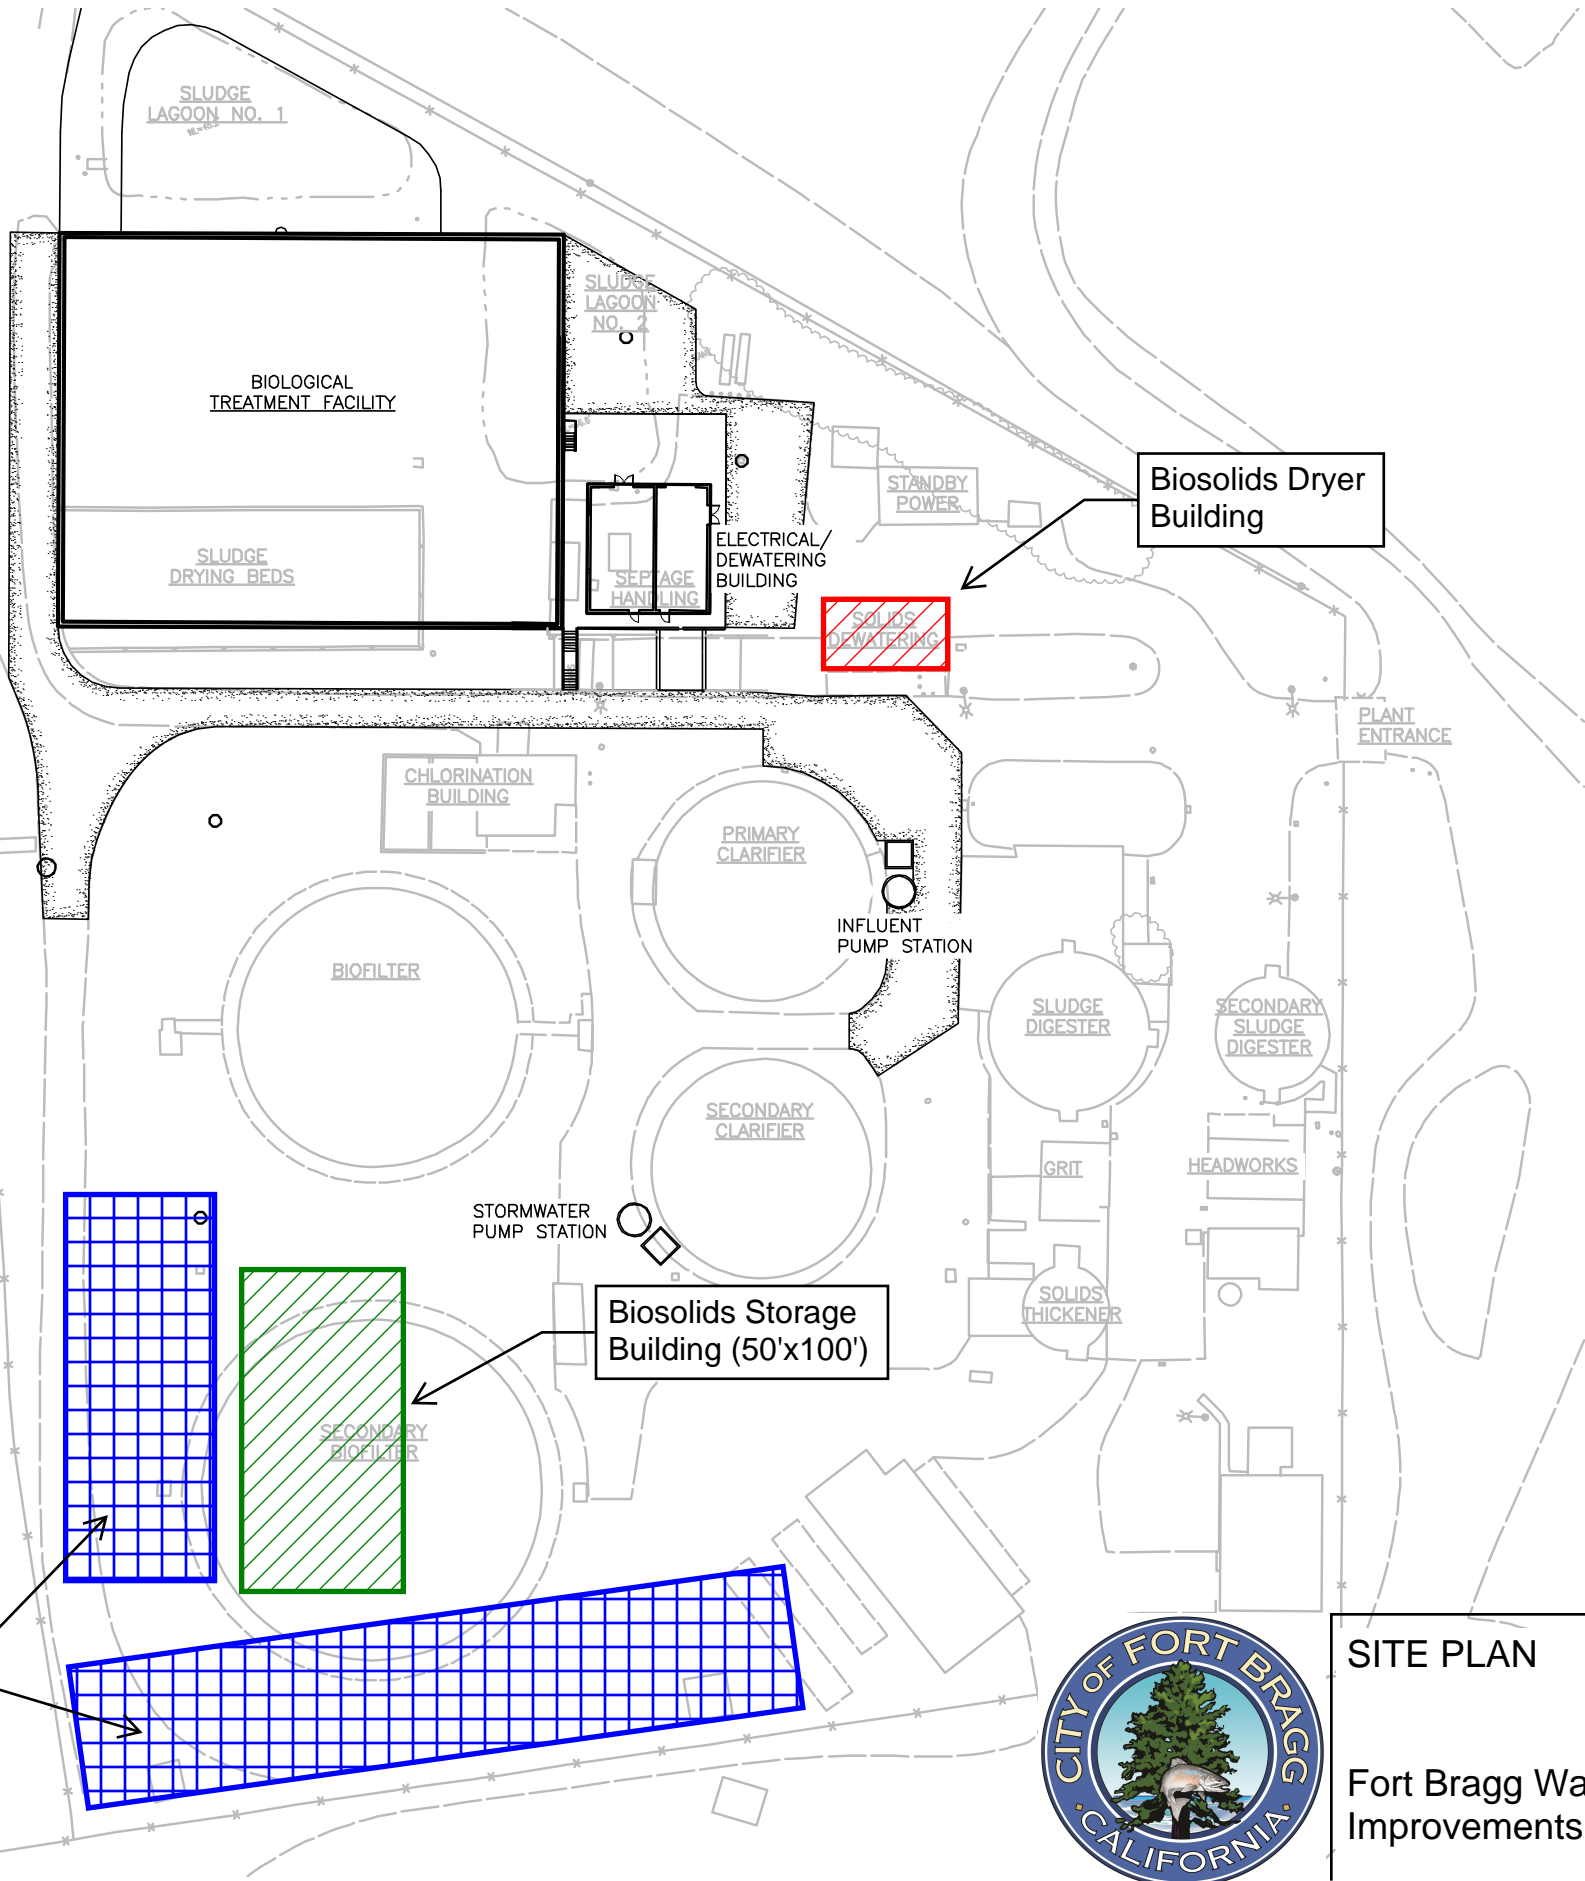 SLUDGE
LAGOON NO. 1
SLUDGE
LAGOON
NO. 2
BIOLOGICAL
TREATMENT FACILITY
STANDBY
POWER
Biosolids Dryer
Building
ELECTRICAL/
DEWATERING
BUILDING
SLUDGE
DRYING BEDS
SEPTAGE
HANDLING
SOLIDS
DEWATERING
PLANT
ENTRANCE
CHLORINATION
BUILDING
PRIMARY
CLARIFIER
INFLUENT
PUMP STATION
BIOFILTER
SLUDGE
DIGESTER
SECONDARY
SLUDGE
DIGESTER
SECONDARY
CLARIFIER
GRIT
HEADWORKS
STORMWATER
PUMP STATION
Biosolids Storage
Building (50'x100')
SOLIDS
THICKENER
SECONDARY
BIOFILTER
CITY OF FORT BRAGG
CALIFORNIA
SITE PLAN
Fort Bragg Wa
Improvements